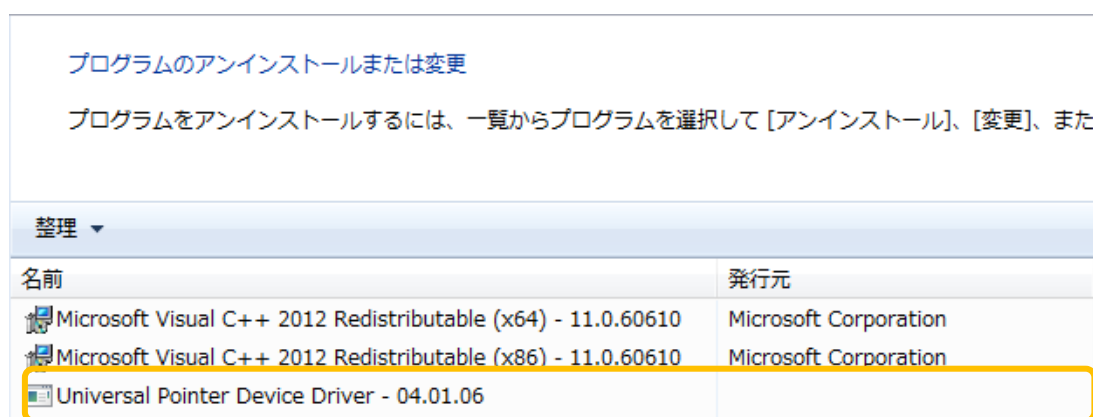 プログラムのアンインストールまたは変更
プログラムをアンインストールするには、一覧からプログラムを選択して [アンインストール]、[変更]、また
整理
名前 発行元
Microsoft Visual C++ 2012 Redistributable (x64) - 11.0.60610 Microsoft Corporation
Microsoft Visual C++ 2012 Redistributable (x86) - 11.0.60610 Microsoft Corporation
Universal Pointer Device Driver - 04.01.06